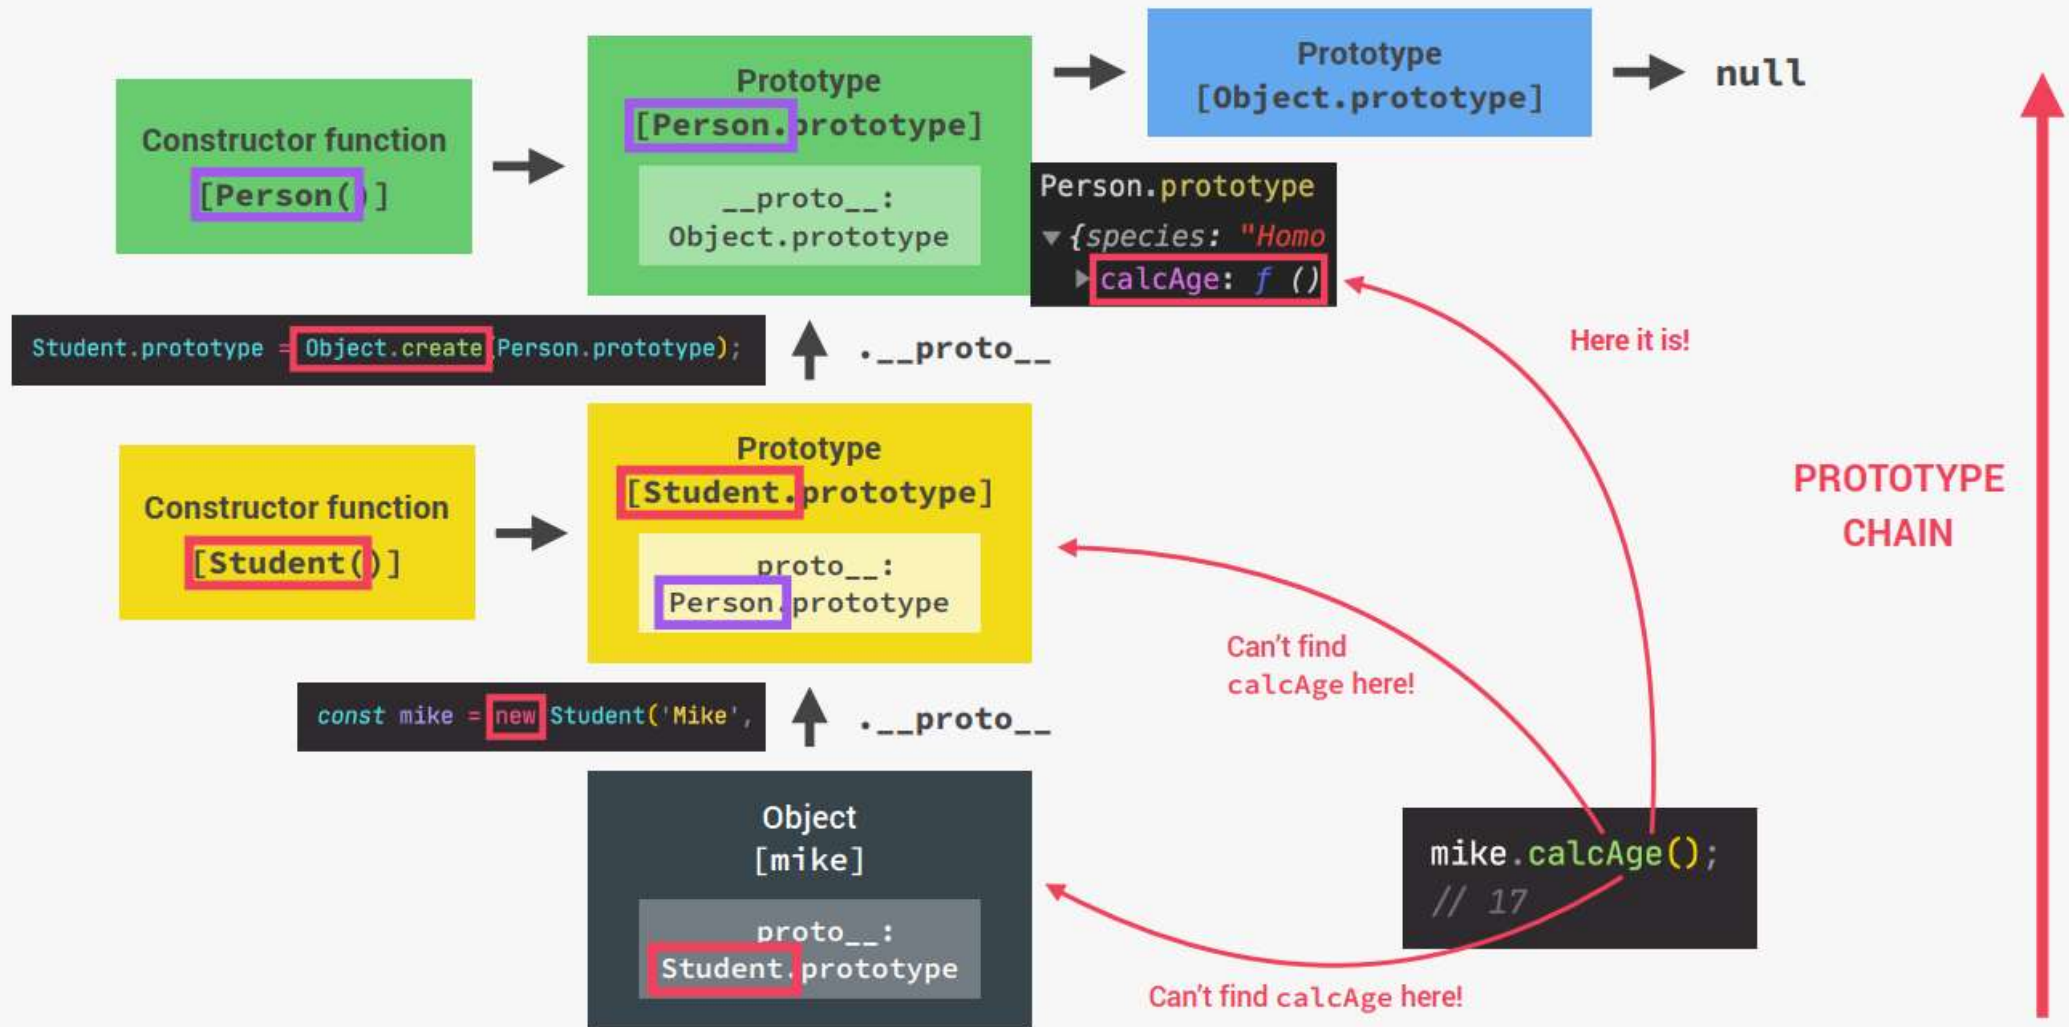 Prototype
[Person.prototype]
__proto__:
Object.prototype
Prototype
[Object.prototype]
null
Constructor function
[Person()]
Person.prototype
▼ {species: "Homo
▶ calcAge: ƒ ()
Here it is!
Student.prototype = Object.create(Person.prototype);
.__proto__
Prototype
[Student.prototype]
proto__:
Person.prototype
Constructor function
[Student()]
PROTOTYPE
CHAIN
Can't find
calcAge here!
const mike = new Student('Mike',
.__proto__
Object
[mike]
proto__:
Student.prototype
mike.calcAge();
// 17
Can't find calcAge here!